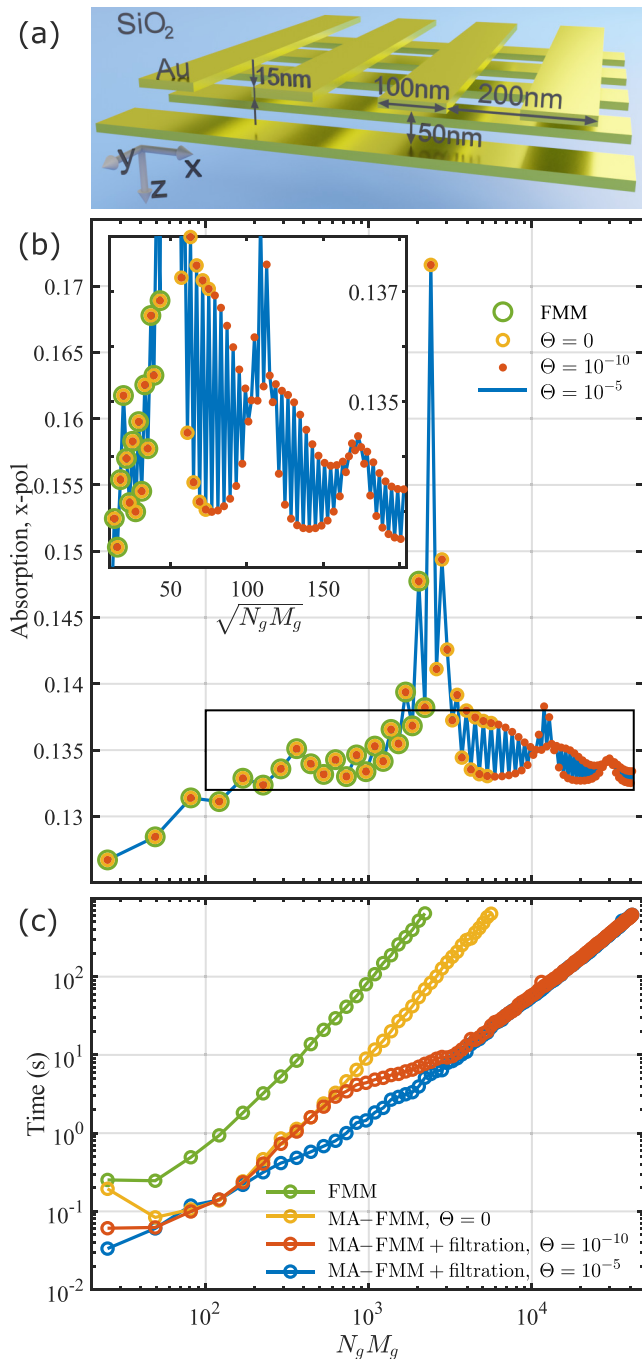 (a)
SiO₂
Au
15nm
100nm
200nm
50nm
y
x
z
(b)
0.17
0.165
0.16
0.155
0.15
0.145
0.14
0.135
0.13
Absorption, x-pol
0.137
0.135
50 100 150
√NgMg
FMM
Θ = 0
Θ = 10⁻¹⁰
Θ = 10⁻⁵
(c)
10²
10¹
10⁰
10⁻¹
10⁻²
Time (s)
FMM
MA–FMM, Θ = 0
MA–FMM + filtration, Θ = 10⁻¹⁰
MA–FMM + filtration, Θ = 10⁻⁵
10² 10³ 10⁴
NgMg